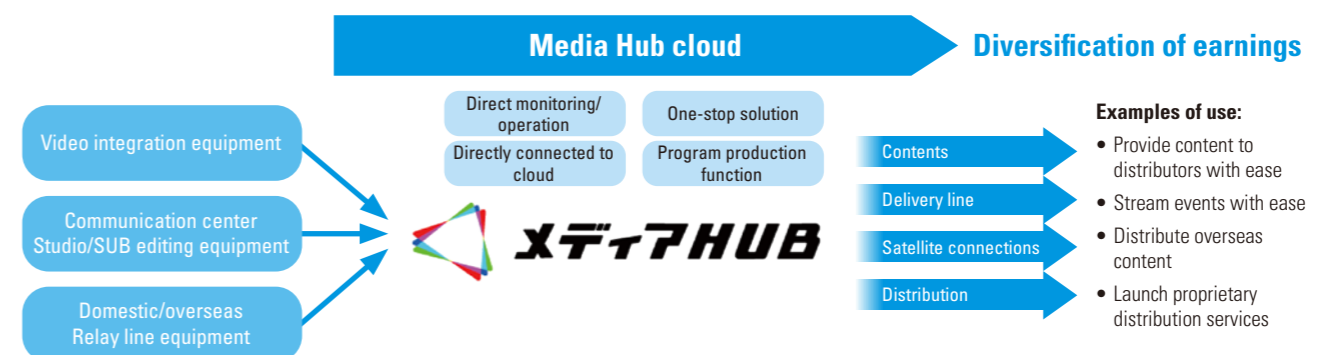 Media Hub cloud
Diversification of earnings
Video integration equipment
Communication center
Studio/SUB editing equipment
Domestic/overseas
Relay line equipment
Direct monitoring/
operation
One-stop solution
Directly connected to
cloud
Program production
function
メディアHUB
Contents
Delivery line
Satellite connections
Distribution
Examples of use:
• Provide content to
distributors with ease
• Stream events with ease
• Distribute overseas
content
• Launch proprietary
distribution services